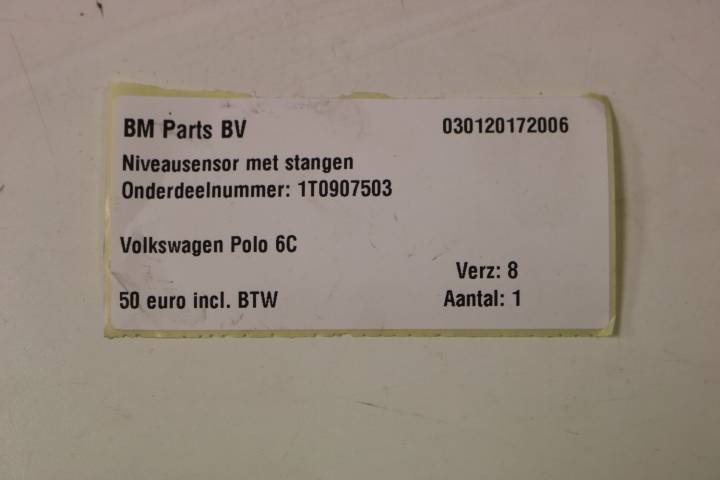 BM Parts BV 030120172006
Niveausensor met stangen
Onderdeelnummer: 1T0907503
Volkswagen Polo 6C
Verz: 8
50 euro incl. BTW Aantal: 1